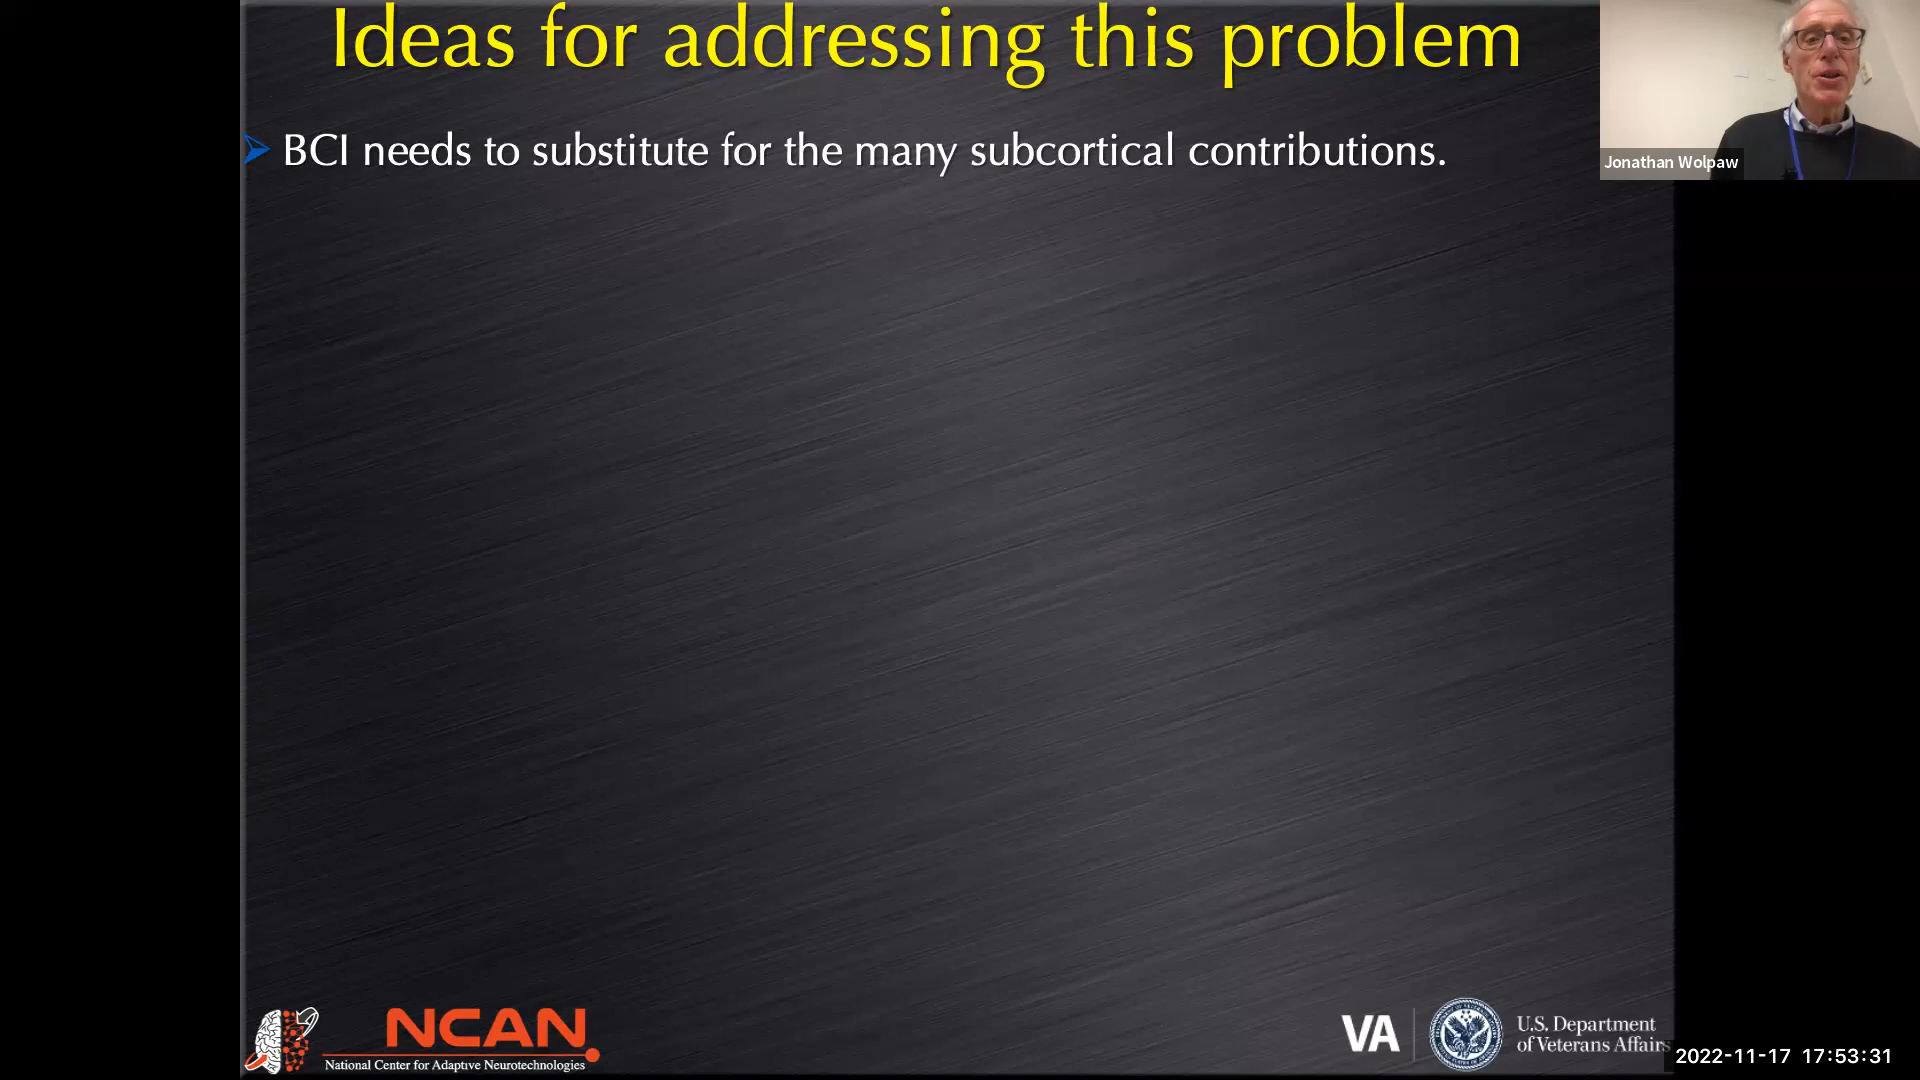 Ideas for addressing this problem
BCI needs to substitute for the many subcortical contributions.
Jonathan Wolpaw
NCAN
National Center for Adaptive Neurotechnologies
VA
U.S. Department
of Veterans Affairs
2022-11-17 17:53:31